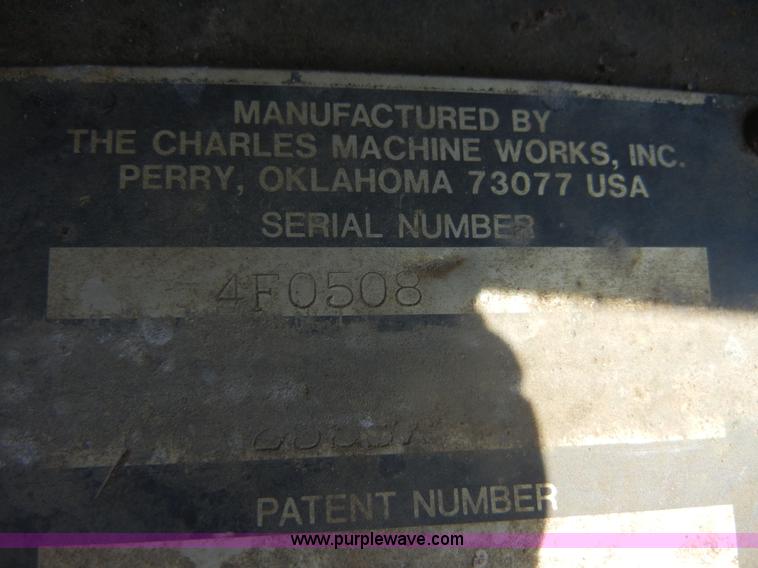 MANUFACTURED BY
THE CHARLES MACHINE WORKS, INC.
PERRY, OKLAHOMA 73077 USA
SERIAL NUMBER
4F0508
PATENT NUMBER
www.purplewave.com